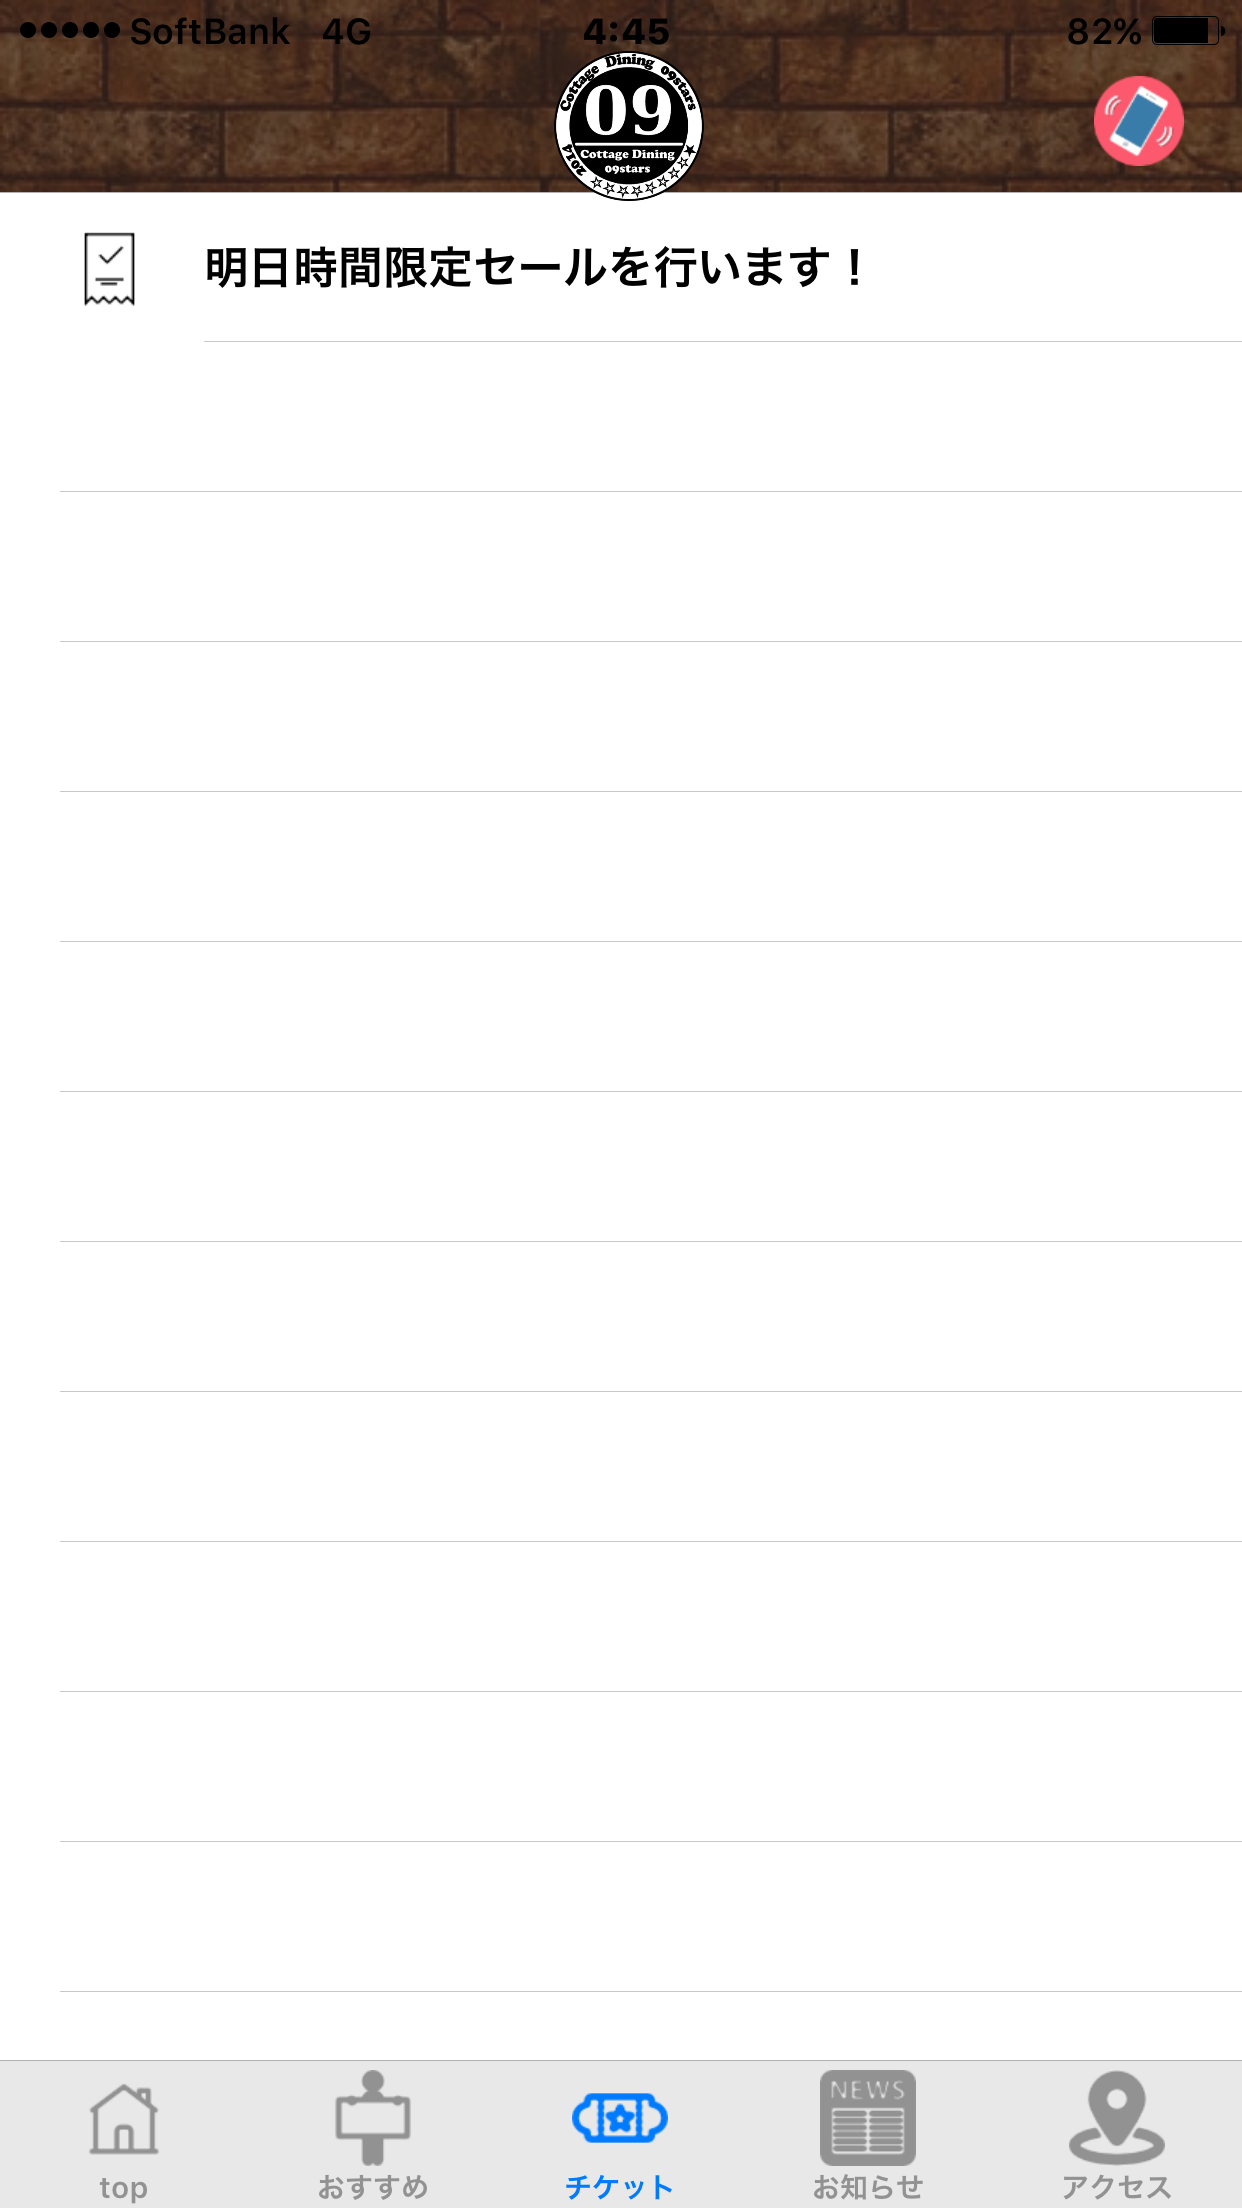 SoftBank 4G 4:45 82%
Cottage Dining 09stars
09
Cottage Dining
09stars
2014
明日時間限定セールを行います！
NEWS
top おすすめ チケット お知らせ アクセス